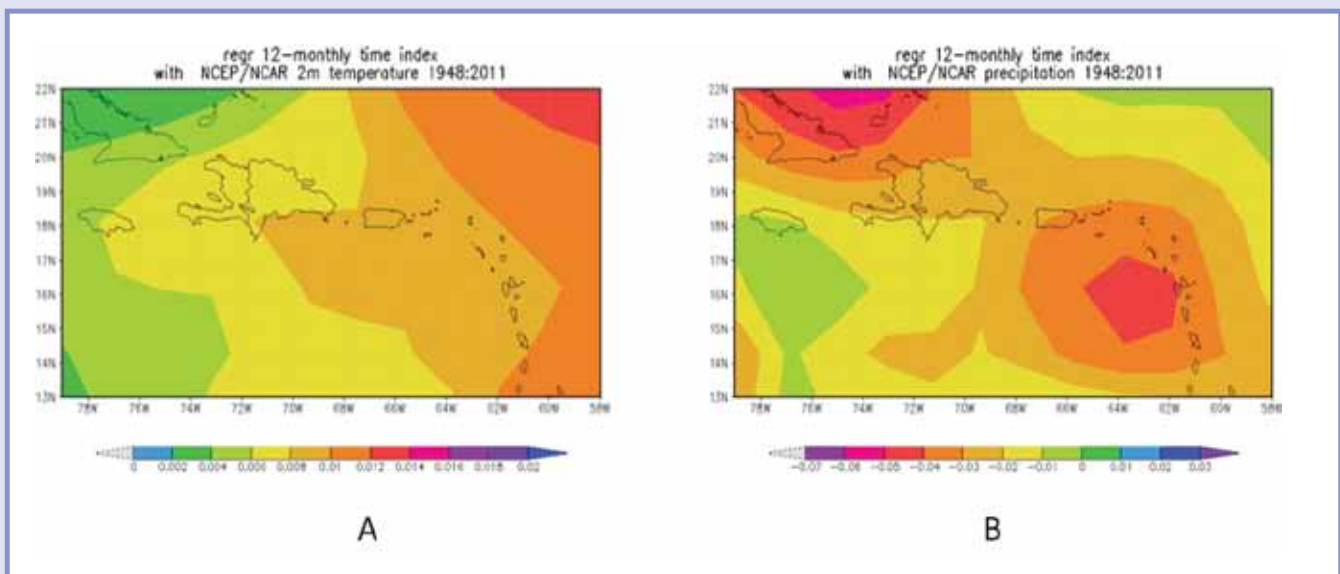 regr 12-monthly time index
with NCEP/NCAR 2m temperature 1948:2011
22N
21N
20N
19N
18N
17N
16N
15N
14N
13N
78W 76W 74W 72W 70W 68W 66W 64W 62W 60W 58W
0 0.002 0.004 0.006 0.008 0.01 0.012 0.014 0.016 0.018 0.02
A
regr 12-monthly time index
with NCEP/NCAR precipitation 1948:2011
22N
21N
20N
19N
18N
17N
16N
15N
14N
13N
78W 76W 74W 72W 70W 68W 66W 64W 62W 60W 58W
-0.07 -0.06 -0.05 -0.04 -0.03 -0.02 -0.01 0 0.01 0.02 0.03
B